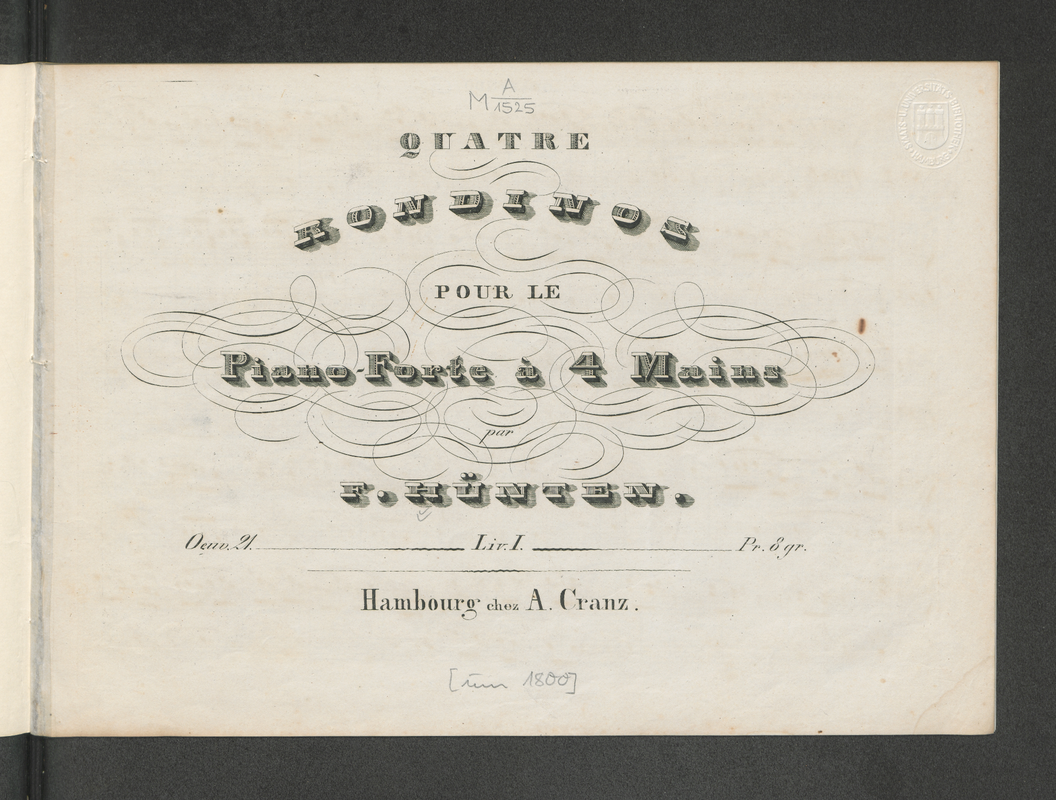 M A/1525
QUATRE
RONDINOS
POUR LE
Piano-Forte à 4 Mains
par
F. HÜNTEN.
Oeuv. 21. Liv. I. Pr. 8 gr.
Hambourg chez A. Cranz.
[um 1800]